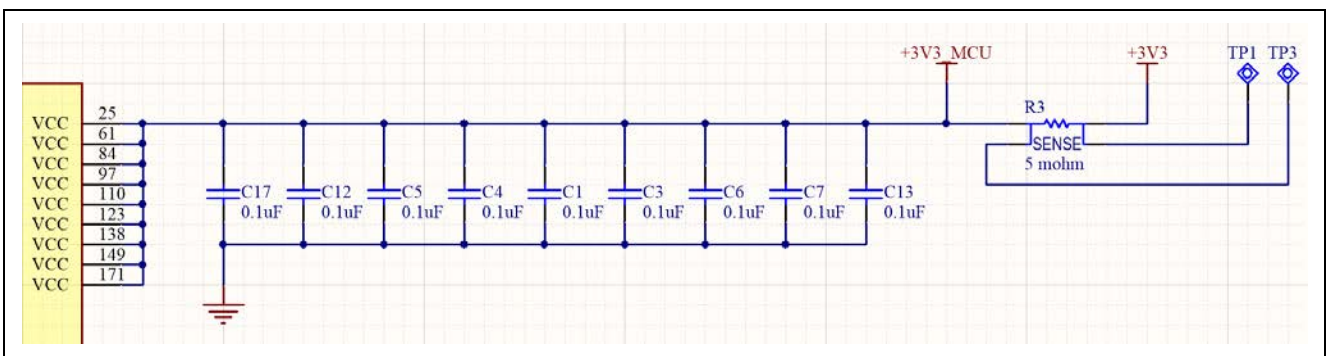 +3V3_MCU
+3V3
TP1
TP3
R3
SENSE
5 mohm
VCC 25
VCC 61
VCC 84
VCC 97
VCC 110
VCC 123
VCC 138
VCC 149
VCC 171
C17
0.1uF
C12
0.1uF
C5
0.1uF
C4
0.1uF
C1
0.1uF
C3
0.1uF
C6
0.1uF
C7
0.1uF
C13
0.1uF